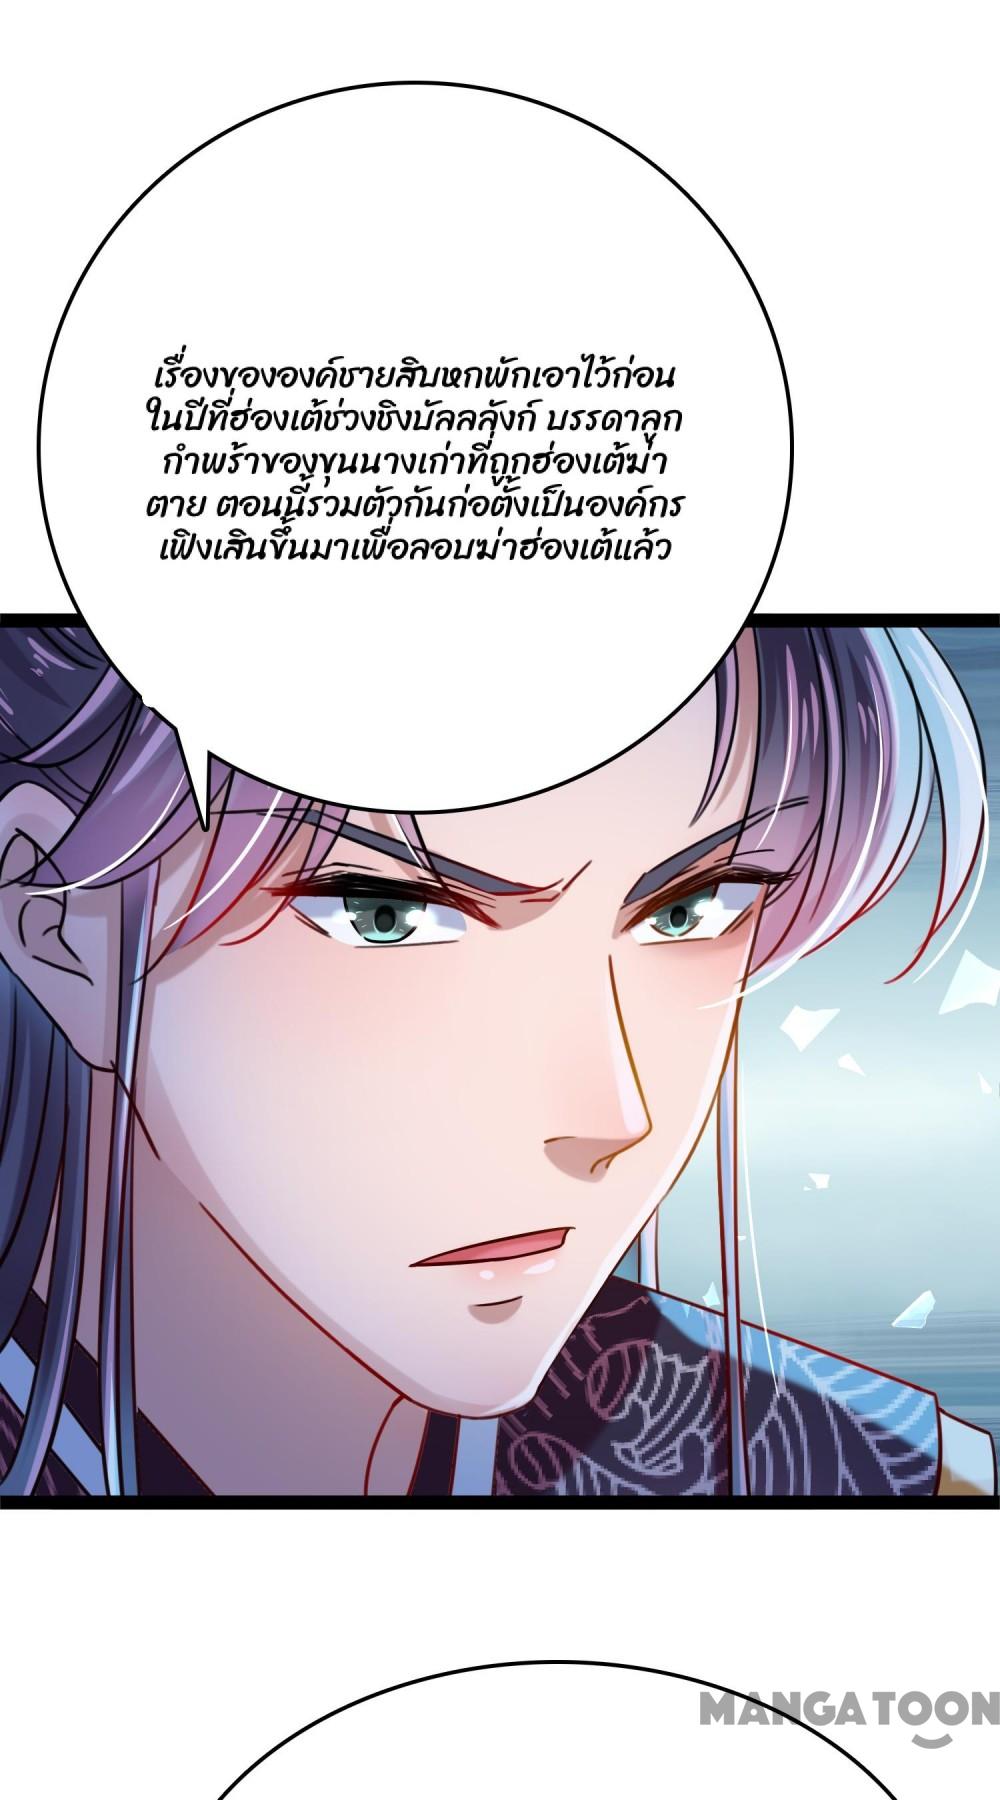 เรื่องขององค์ชายสิบหกพักเอาไว้ก่อน
ในปีที่ฮ่องเต้ช่วงชิงบัลลลังก์ บรรดาลูก
กำพร้าของขุนนางเก่าที่ถูกฮ่องเต้ฆ่า
ตาย ตอนนี้รวมตัวกันก่อตั้งเป็นองค์กร
เฟิงเสินขึ้นมาเพื่อลอบฆ่าฮ่องเต้แล้ว
MANGATOON